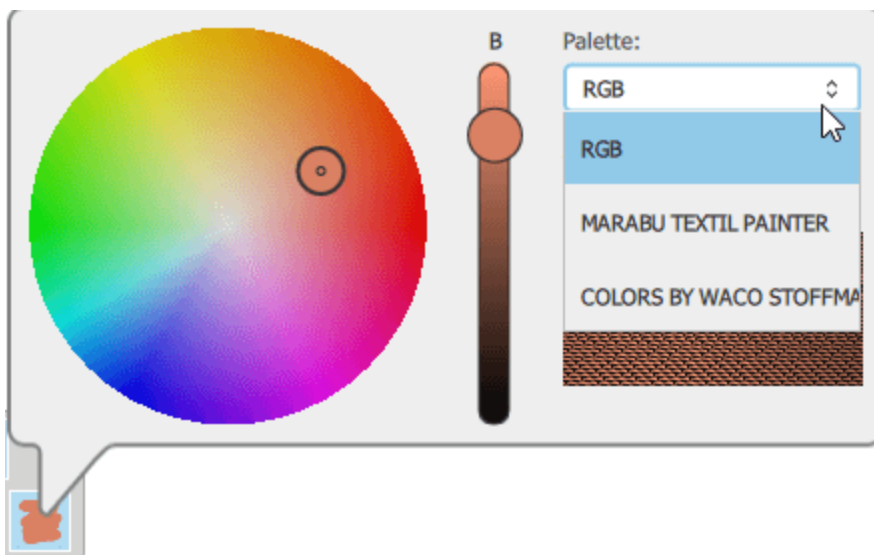 B
Palette:
RGB
RGB
MARABU TEXTIL PAINTER
COLORS BY WACO STOFFMA